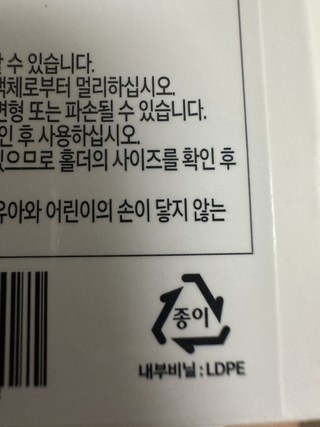 수 있습니다.
액체로부터 멀리하십시오.
변형 또는 파손될 수 있습니다.
확인 후 사용하십시오.
있으므로 홀더의 사이즈를 확인 후
유아와 어린이의 손이 닿지 않는
종이
내부비닐:LDPE